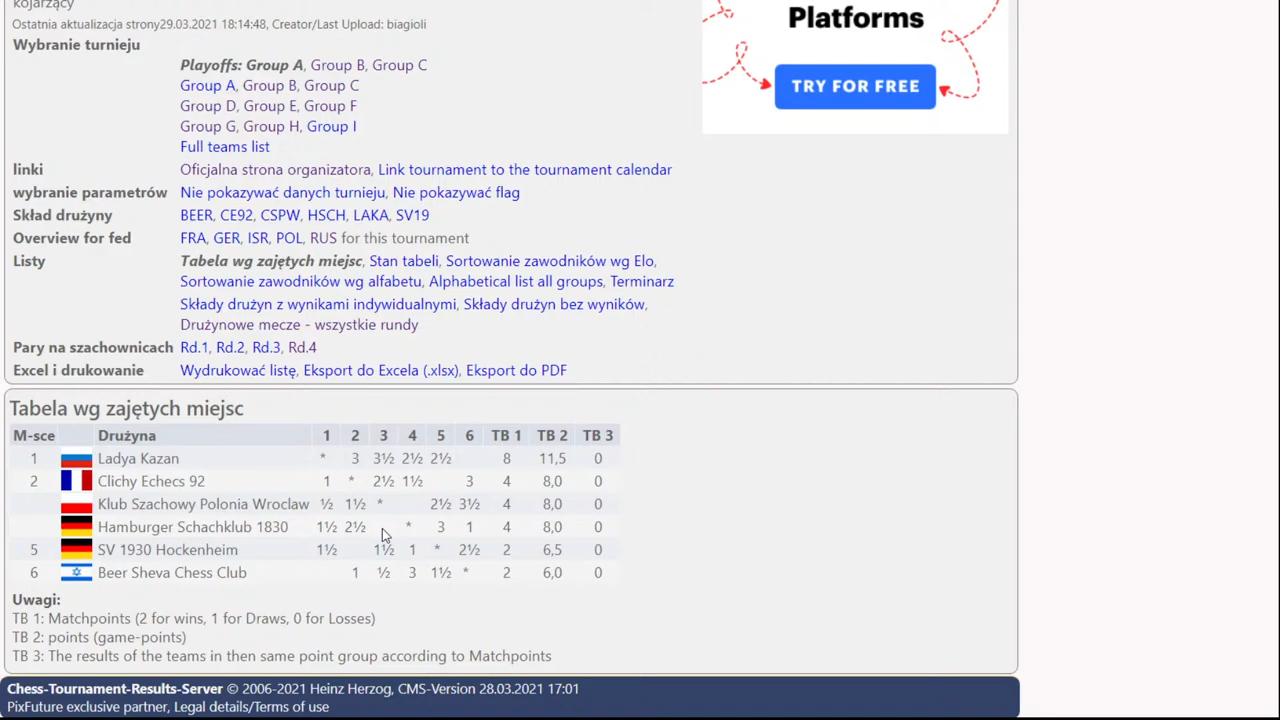 kojarzący
Ostatnia aktualizacja strony29.03.2021 18:14:48, Creator/Last Upload: biagioli
Wybranie turnieju
Playoffs: Group A, Group B, Group C
Group A, Group B, Group C
Group D, Group E, Group F
Group G, Group H, Group I
Full teams list
linki Oficjalna strona organizatora, Link tournament to the tournament calendar
wybranie parametrów Nie pokazywać danych turnieju, Nie pokazywać flag
Skład drużyny BEER, CE92, CSPW, HSCH, LAKA, SV19
Overview for fed FRA, GER, ISR, POL, RUS for this tournament
Listy Tabela wg zajętych miejsc, Stan tabeli, Sortowanie zawodników wg Elo,
Sortowanie zawodników wg alfabetu, Alphabetical list all groups, Terminarz
Składy drużyn z wynikami indywidualnymi, Składy drużyn bez wyników,
Drużynowe mecze - wszystkie rundy
Pary na szachownicach Rd.1, Rd.2, Rd.3, Rd.4
Excel i drukowanie Wydrukować listę, Eksport do Excela (.xlsx), Eksport do PDF
Platforms
TRY FOR FREE
Tabela wg zajętych miejsc
M-sce Drużyna 1 2 3 4 5 6 TB 1 TB 2 TB 3
1 Ladya Kazan * 3 3½ 2½ 2½ 8 11,5 0
2 Clichy Echecs 92 1 * 2½ 1½ 3 4 8,0 0
Klub Szachowy Polonia Wroclaw ½ 1½ * 2½ 3½ 4 8,0 0
Hamburger Schachklub 1830 1½ 2½ * 3 1 4 8,0 0
5 SV 1930 Hockenheim 1½ 1½ 1 * 2½ 2 6,5 0
6 Beer Sheva Chess Club 1 ½ 3 1½ * 2 6,0 0
Uwagi:
TB 1: Matchpoints (2 for wins, 1 for Draws, 0 for Losses)
TB 2: points (game-points)
TB 3: The results of the teams in then same point group according to Matchpoints
Chess-Tournament-Results-Server © 2006-2021 Heinz Herzog, CMS-Version 28.03.2021 17:01
PixFuture exclusive partner, Legal details/Terms of use